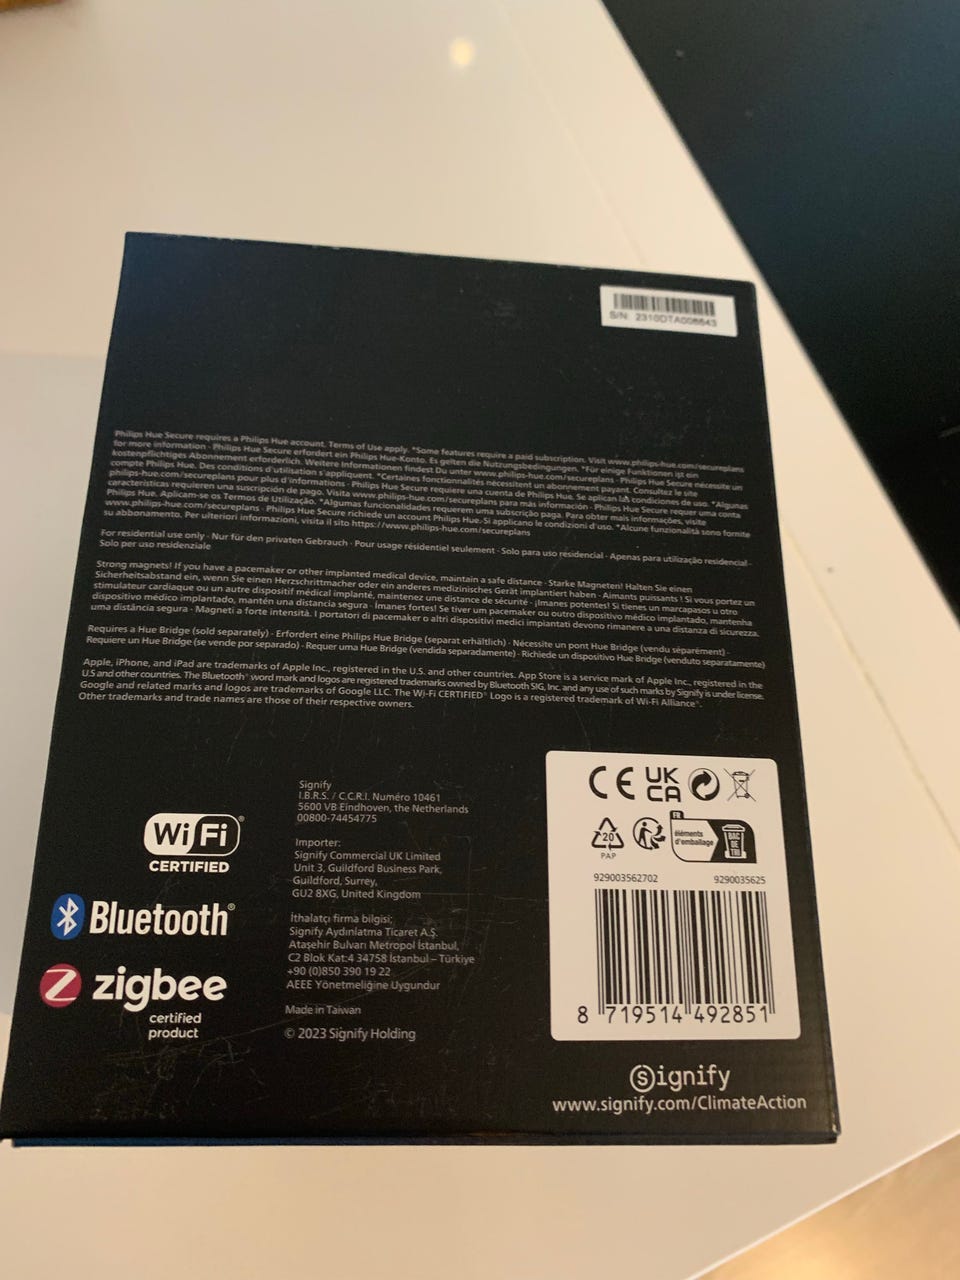 S/N: 2310DTA008643
Philips Hue Secure requires a Philips Hue account. Terms of Use apply. *Some features require a paid subscription. Visit www.philips-hue.com/secureplans
for more information · Philips Hue Secure erfordert ein Philips Hue-Konto. Es gelten die Nutzungsbedingungen. *Für einige Funktionen ist ein
kostenpflichtiges Abonnement erforderlich. Weitere Informationen findest Du unter www.philips-hue.com/secureplans · Philips Hue Secure nécessite un
compte Philips Hue. Des conditions d'utilisation s'appliquent. *Certaines fonctionnalités nécessitent un abonnement payant. Consultez le site
philips-hue.com/secureplans pour plus d'informations · Philips Hue Secure requiere una cuenta de Philips Hue. Se aplican las condiciones de uso. *Algunas
características requieren una suscripción de pago. Visita www.philips-hue.com/secureplans para más información · Philips Hue Secure requer uma conta
Philips Hue. Aplicam-se os Termos de Utilização. *Algumas funcionalidades requerem uma subscrição paga. Para obter mais informações, visite
www.philips-hue.com/secureplans · Philips Hue Secure richiede un account Philips Hue. Si applicano le condizioni d'uso. *Alcune funzionalità sono fornite
su abbonamento. Per ulteriori informazioni, visita il sito https://www.philips-hue.com/secureplans
For residential use only · Nur für den privaten Gebrauch · Pour usage résidentiel seulement · Solo para uso residencial · Apenas para utilização residencial ·
Solo per uso residenziale
Strong magnets! If you have a pacemaker or other implanted medical device, maintain a safe distance · Starke Magneten! Halten Sie einen
Sicherheitsabstand ein, wenn Sie einen Herzschrittmacher oder ein anderes medizinisches Gerät implantiert haben · Aimants puissants ! Si vous portez un
stimulateur cardiaque ou un autre dispositif médical implanté, maintenez une distance de sécurité · ¡Imanes potentes! Si tienes un marcapasos u otro
dispositivo médico implantado, mantén una distancia segura · Ímanes fortes! Se tiver um pacemaker ou outro dispositivo médico implantado, mantenha
uma distância segura · Magneti a forte intensità. I portatori di pacemaker o altri dispositivi medici impiantati devono rimanere a una distanza di sicurezza.
Requires a Hue Bridge (sold separately) · Erfordert eine Philips Hue Bridge (separat erhältlich) · Nécessite un pont Hue Bridge (vendu séparément) ·
Requiere un Hue Bridge (se vende por separado) · Requer uma Hue Bridge (vendida separadamente) · Richiede un dispositivo Hue Bridge (venduto separatamente)
Apple, iPhone, and iPad are trademarks of Apple Inc., registered in the U.S. and other countries. App Store is a service mark of Apple Inc., registered in the
U.S and other countries. The Bluetooth® word mark and logos are registered trademarks owned by Bluetooth SIG, Inc. and any use of such marks by Signify is under license.
Google and related marks and logos are trademarks of Google LLC. The Wi-Fi CERTIFIED® Logo is a registered trademark of Wi-Fi Alliance®.
Other trademarks and trade names are those of their respective owners.
Wi Fi®
CERTIFIED
Bluetooth®
zigbee
certified
product
Signify
I.B.R.S. / C.C.R.I. Numéro 10461
5600 VB Eindhoven, the Netherlands
00800-74454775
Importer:
Signify Commercial UK Limited
Unit 3, Guildford Business Park,
Guildford, Surrey,
GU2 8XG, United Kingdom
İthalatçı firma bilgisi:
Signify Aydınlatma Ticaret A.Ş.
Ataşehir Bulvarı Metropol İstanbul,
C2 Blok Kat:4 34758 İstanbul – Türkiye
+90 (0)850 390 19 22
AEEE Yönetmeliğine Uygundur
Made in Taiwan
© 2023 Signify Holding
CE UK CA
20
PAP
FR
éléments
d'emballage
BAC
DE
TRI
929003562702 9290035625
8 719514 492851
Signify
www.signify.com/ClimateAction